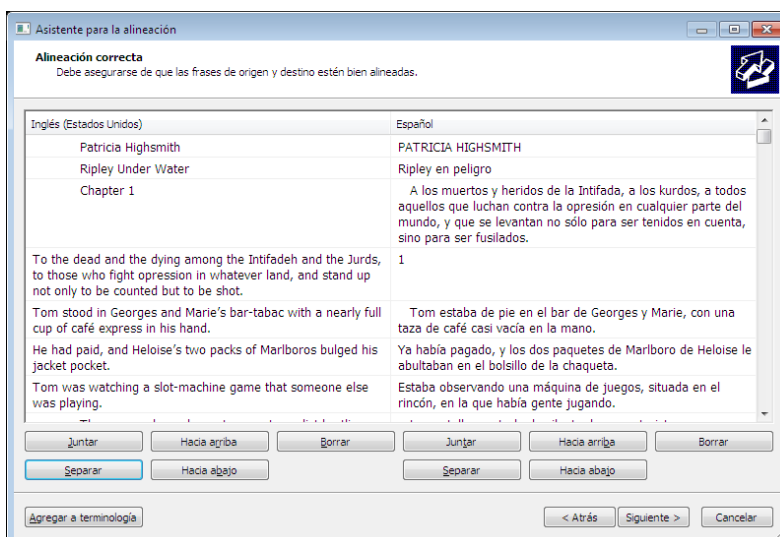 Asistente para la alineación
Alineación correcta
Debe asegurarse de que las frases de origen y destino estén bien alineadas.
Inglés (Estados Unidos)
Español
Patricia Highsmith
PATRICIA HIGHSMITH
Ripley Under Water
Ripley en peligro
Chapter 1
A los muertos y heridos de la Intifada, a los kurdos, a todos
aquellos que luchan contra la opresión en cualquier parte del
mundo, y que se levantan no sólo para ser tenidos en cuenta,
sino para ser fusilados.
To the dead and the dying among the Intifadeh and the Jurds,
to those who fight opression in whatever land, and stand up
not only to be counted but to be shot.
1
Tom stood in Georges and Marie's bar-tabac with a nearly full
cup of café express in his hand.
Tom estaba de pie en el bar de Georges y Marie, con una
taza de café casi vacía en la mano.
He had paid, and Heloise's two packs of Marlboros bulged his
jacket pocket.
Ya había pagado, y los dos paquetes de Marlboro de Heloise le
abultaban en el bolsillo de la chaqueta.
Tom was watching a slot-machine game that someone else
was playing.
Estaba observando una máquina de juegos, situada en el
rincón, en la que había gente jugando.
Juntar
Hacia arriba
Borrar
Juntar
Hacia arriba
Borrar
Separar
Hacia abajo
Separar
Hacia abajo
Agregar a terminología
< Atrás
Siguiente >
Cancelar